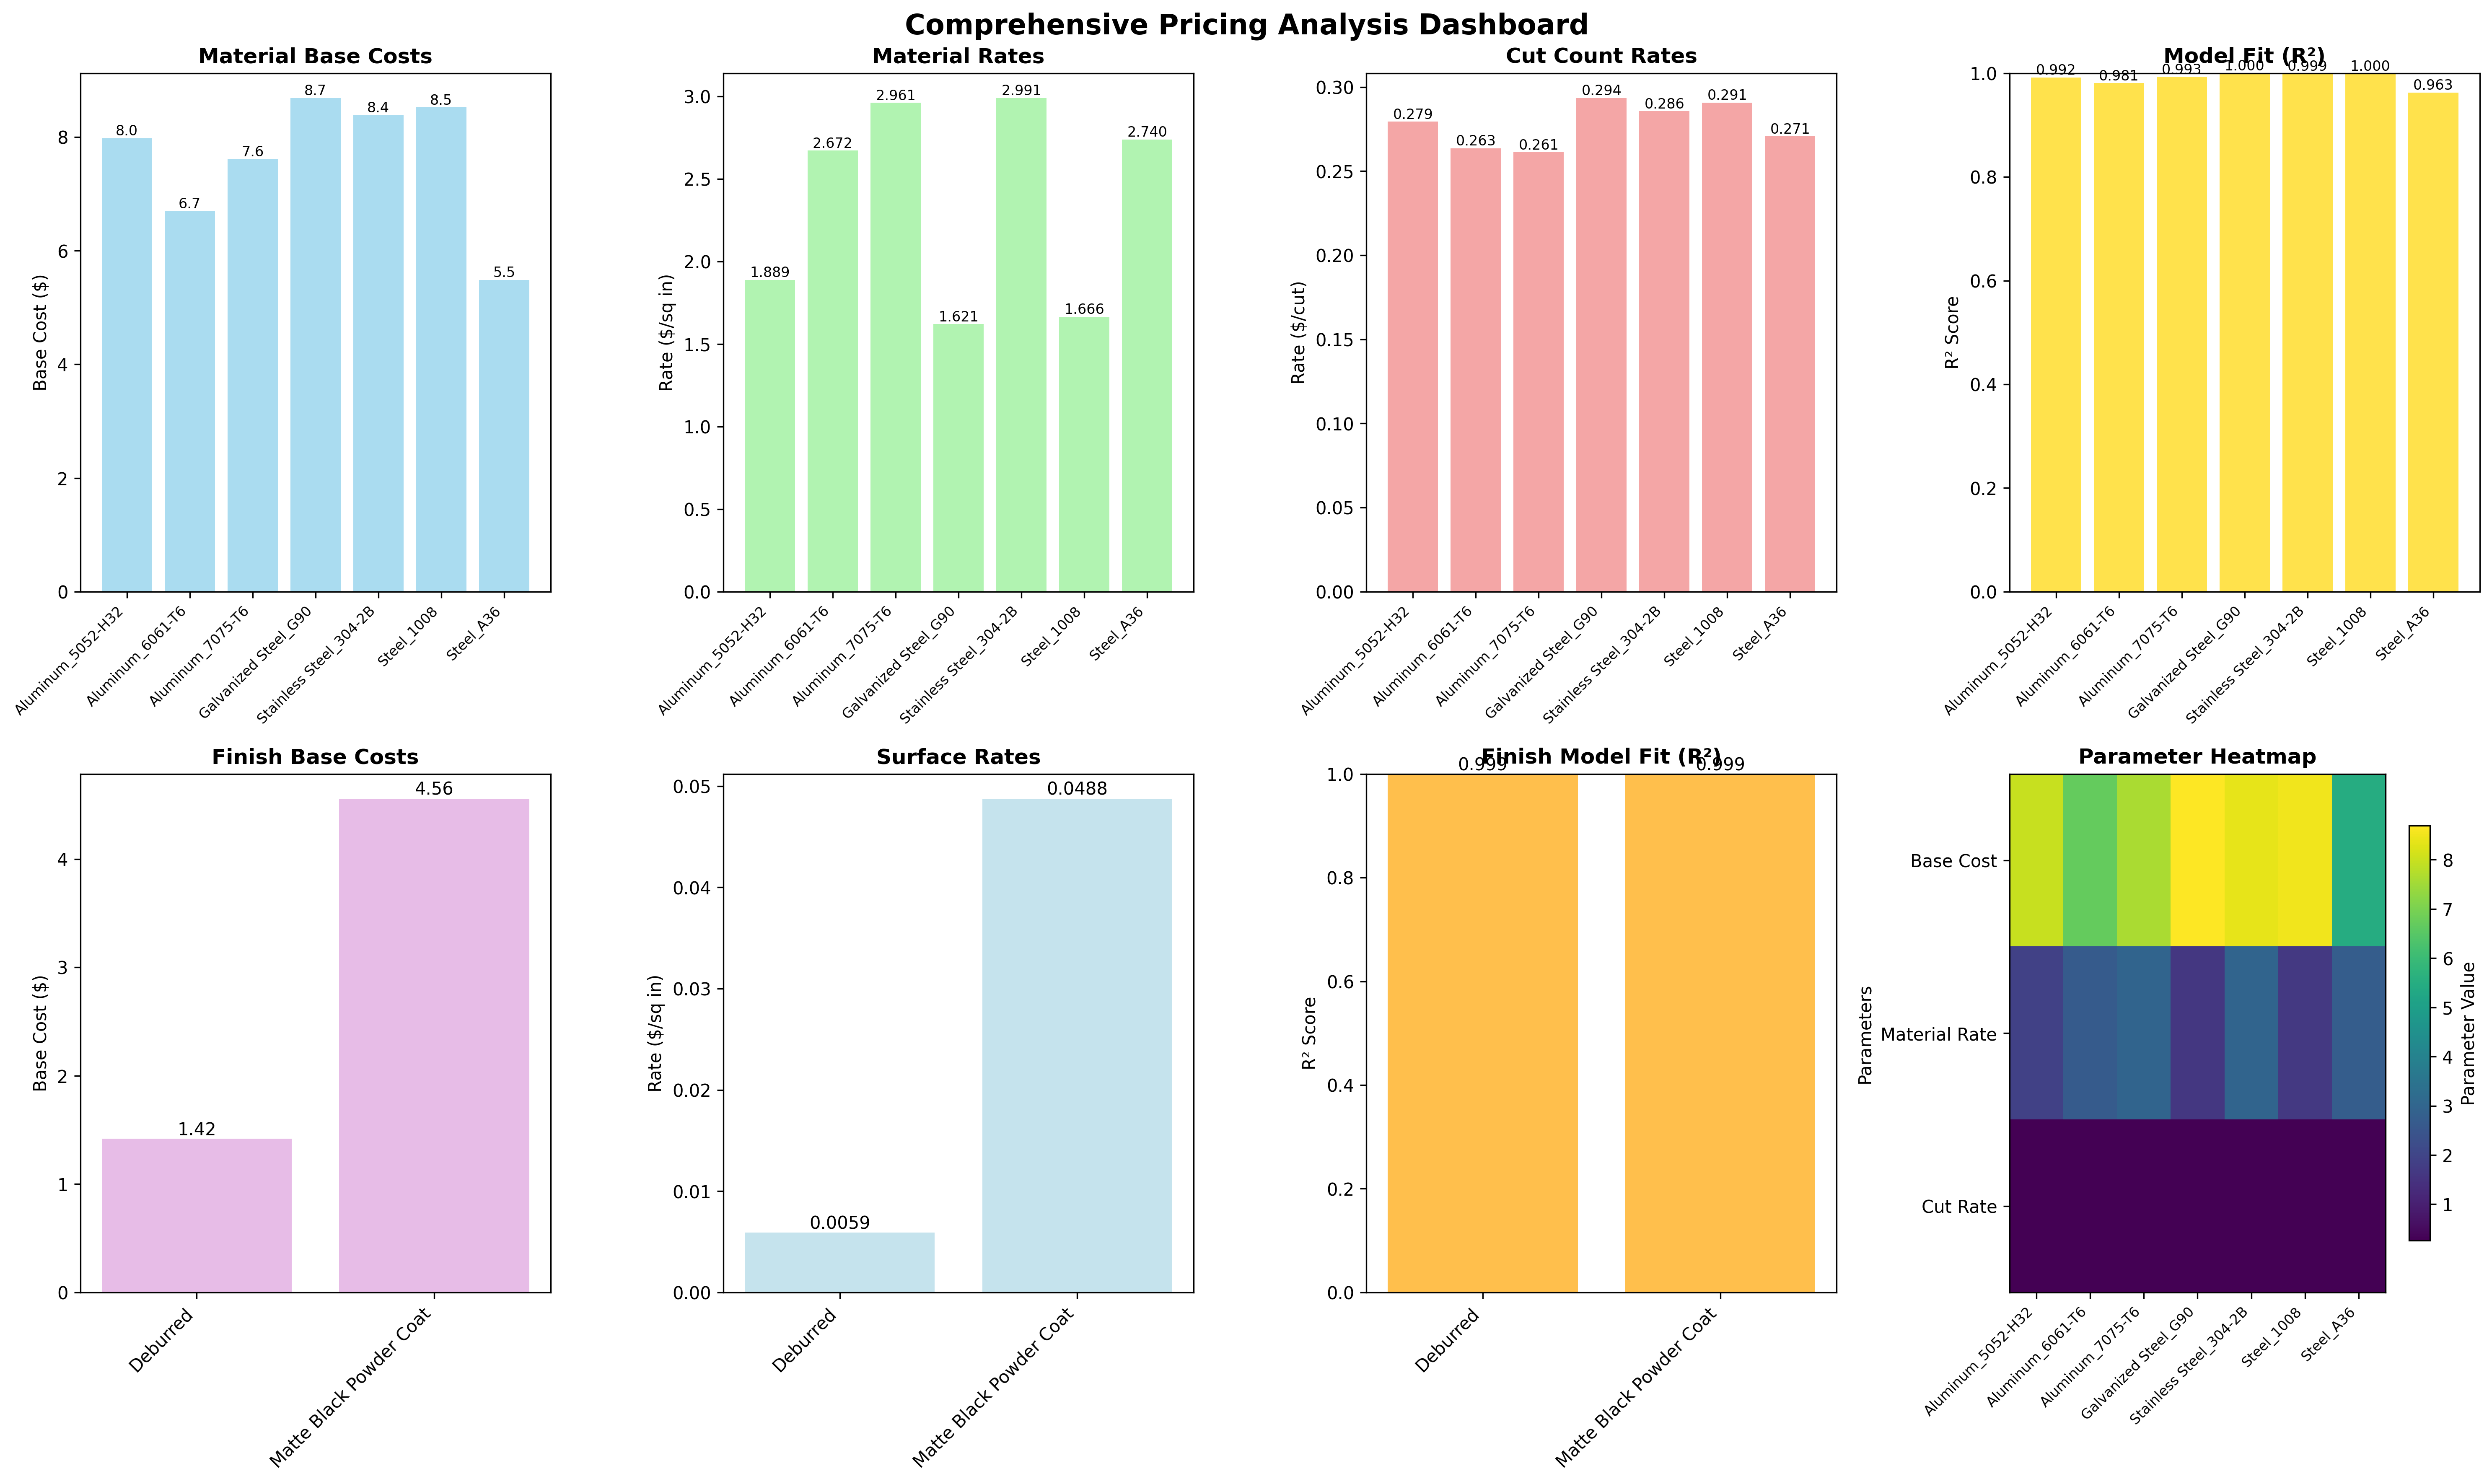 Comprehensive Pricing Analysis Dashboard
Material Base Costs
Base Cost ($)
8
6
4
2
0
8.0
6.7
7.6
8.7
8.4
8.5
5.5
Aluminum_5052-H32
Aluminum_6061-T6
Aluminum_7075-T6
Galvanized Steel_G90
Stainless Steel_304-2B
Steel_1008
Steel_A36
Material Rates
Rate ($/sq in)
3.0
2.5
2.0
1.5
1.0
0.5
0.0
1.889
2.672
2.961
1.621
2.991
1.666
2.740
Aluminum_5052-H32
Aluminum_6061-T6
Aluminum_7075-T6
Galvanized Steel_G90
Stainless Steel_304-2B
Steel_1008
Steel_A36
Cut Count Rates
Rate ($/cut)
0.30
0.25
0.20
0.15
0.10
0.05
0.00
0.279
0.263
0.261
0.294
0.286
0.291
0.271
Aluminum_5052-H32
Aluminum_6061-T6
Aluminum_7075-T6
Galvanized Steel_G90
Stainless Steel_304-2B
Steel_1008
Steel_A36
Model Fit (R²)
R² Score
1.0
0.8
0.6
0.4
0.2
0.0
0.992
0.981
0.993
1.000
0.999
1.000
0.963
Aluminum_5052-H32
Aluminum_6061-T6
Aluminum_7075-T6
Galvanized Steel_G90
Stainless Steel_304-2B
Steel_1008
Steel_A36
Finish Base Costs
Base Cost ($)
4
3
2
1
0
1.42
4.56
Deburred
Matte Black Powder Coat
Surface Rates
Rate ($/sq in)
0.05
0.04
0.03
0.02
0.01
0.00
0.0059
0.0488
Deburred
Matte Black Powder Coat
Finish Model Fit (R²)
R² Score
1.0
0.8
0.6
0.4
0.2
0.0
0.999
0.999
Deburred
Matte Black Powder Coat
Parameter Heatmap
Parameters
Base Cost
Material Rate
Cut Rate
Aluminum_5052-H32
Aluminum_6061-T6
Aluminum_7075-T6
Galvanized Steel_G90
Stainless Steel_304-2B
Steel_1008
Steel_A36
8
7
6
5
4
3
2
1
Parameter Value